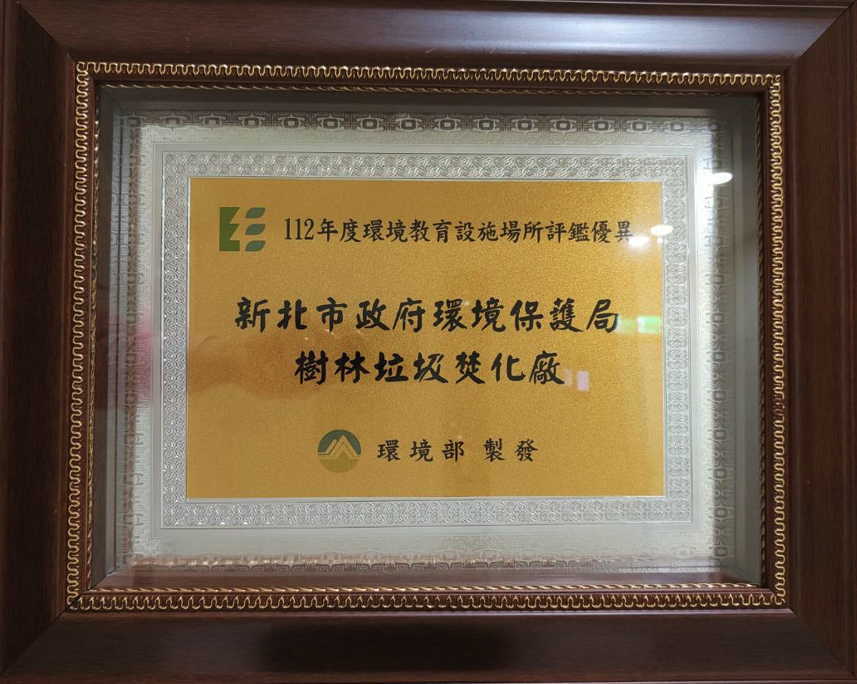 112年度環境教育設施場所評鑑優異
新北市政府環境保護局
樹林垃圾焚化廠
環境部 製發